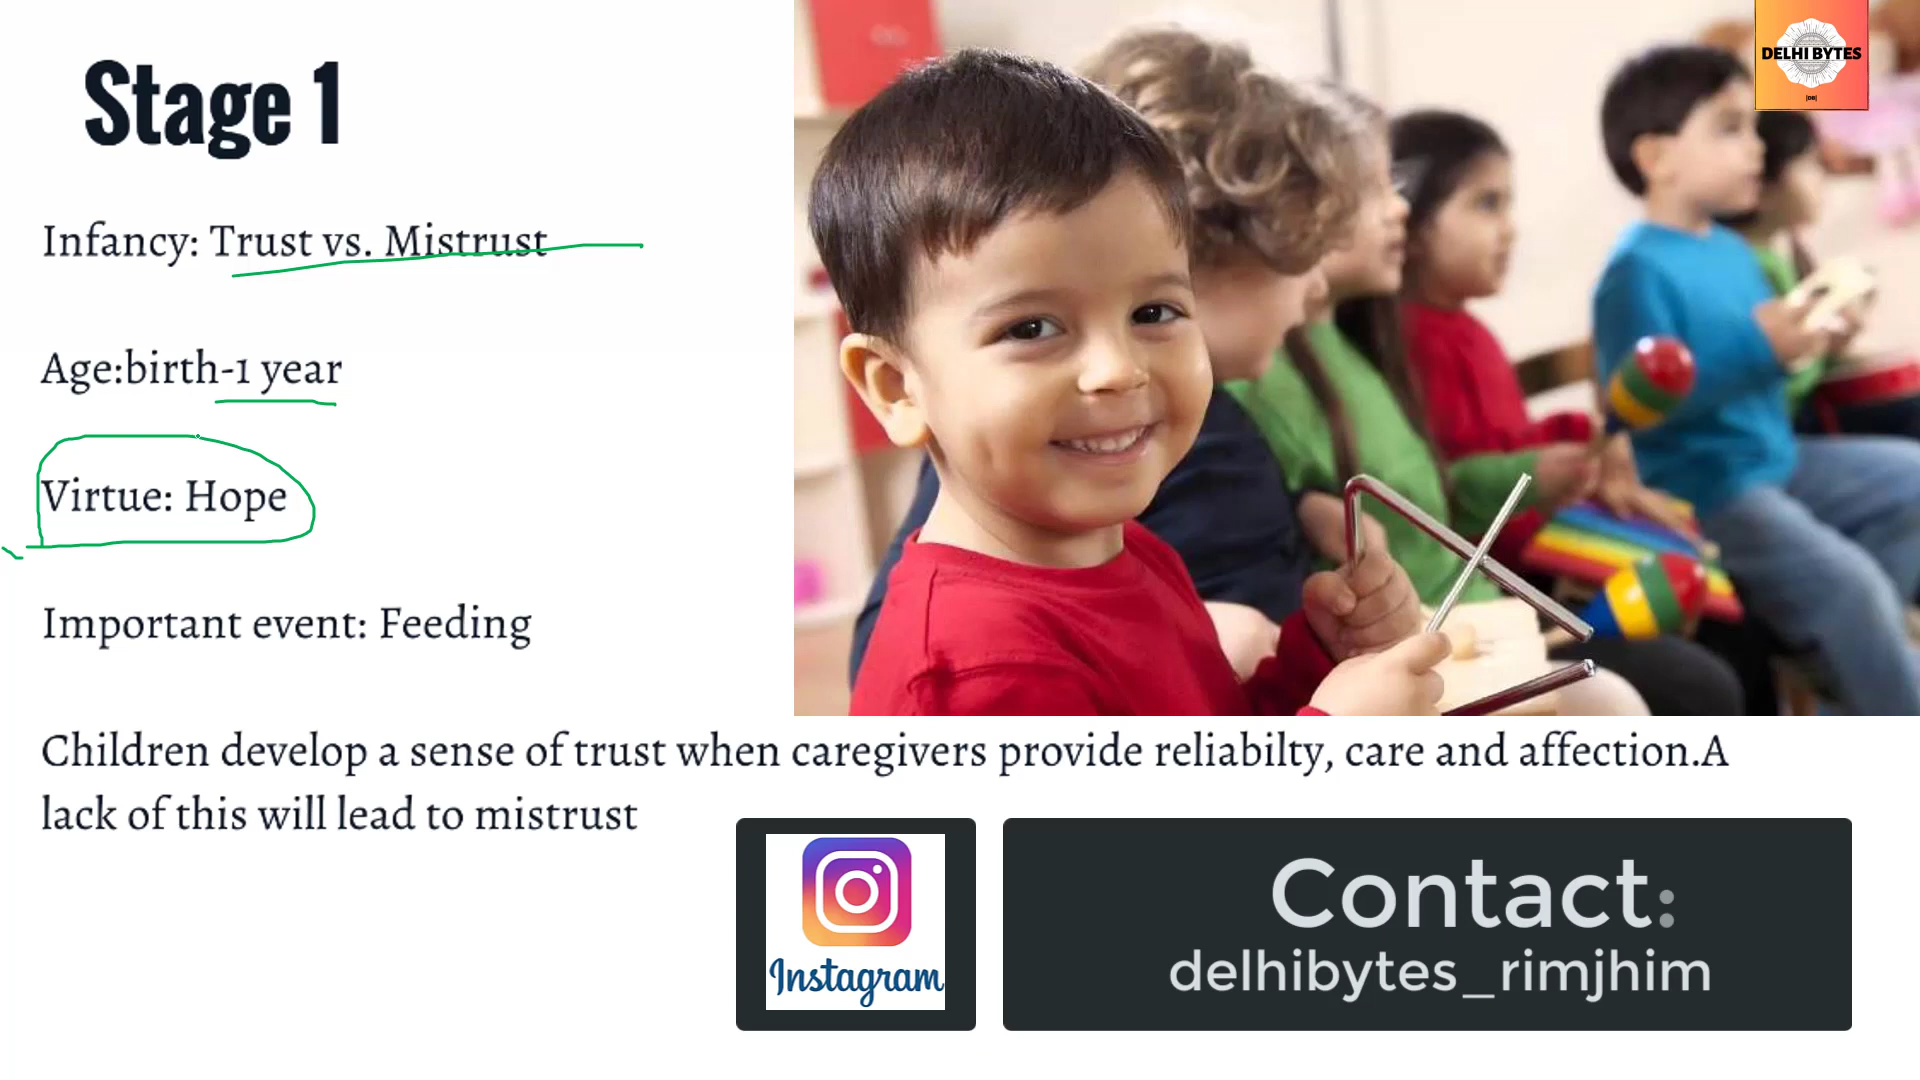 Stage 1
DELHI BYTES
|DB|
Infancy: Trust vs. Mistrust
Age:birth-1 year
Virtue: Hope
Important event: Feeding
Children develop a sense of trust when caregivers provide reliabilty, care and affection.A
lack of this will lead to mistrust
Instagram
Contact:
delhibytes_rimjhim